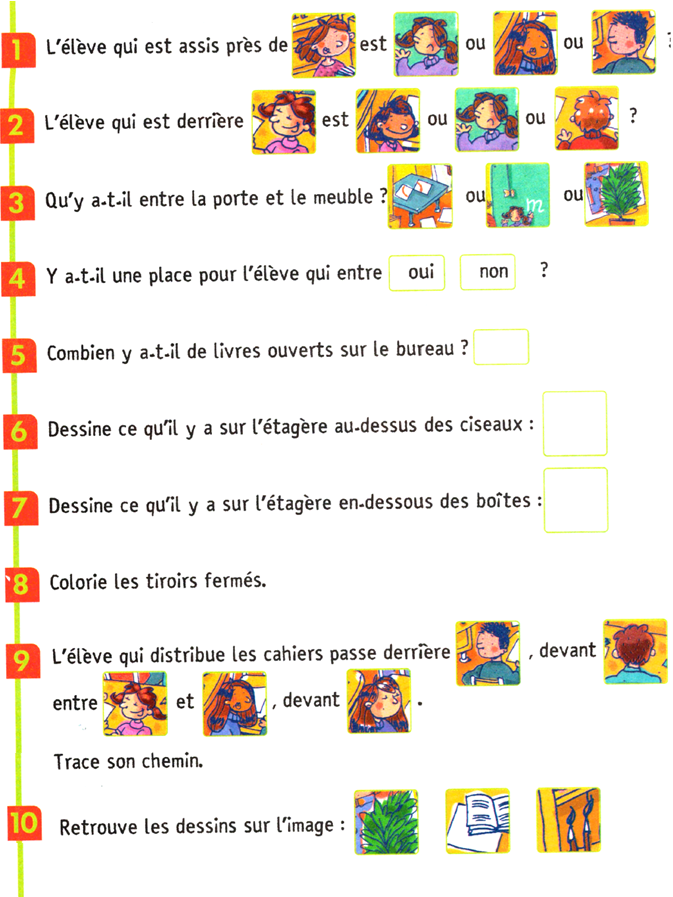 1 L'élève qui est assis près de est ou ou ?
2 L'élève qui est derrière est ou ou ?
3 Qu'y a-t-il entre la porte et le meuble ? ou ou
m
4 Y a-t-il une place pour l'élève qui entre oui non ?
5 Combien y a-t-il de livres ouverts sur le bureau ?
6 Dessine ce qu'il y a sur l'étagère au-dessus des ciseaux :
7 Dessine ce qu'il y a sur l'étagère en-dessous des boîtes :
8 Colorie les tiroirs fermés.
9 L'élève qui distribue les cahiers passe derrière , devant
entre et , devant .
Trace son chemin.
10 Retrouve les dessins sur l'image :